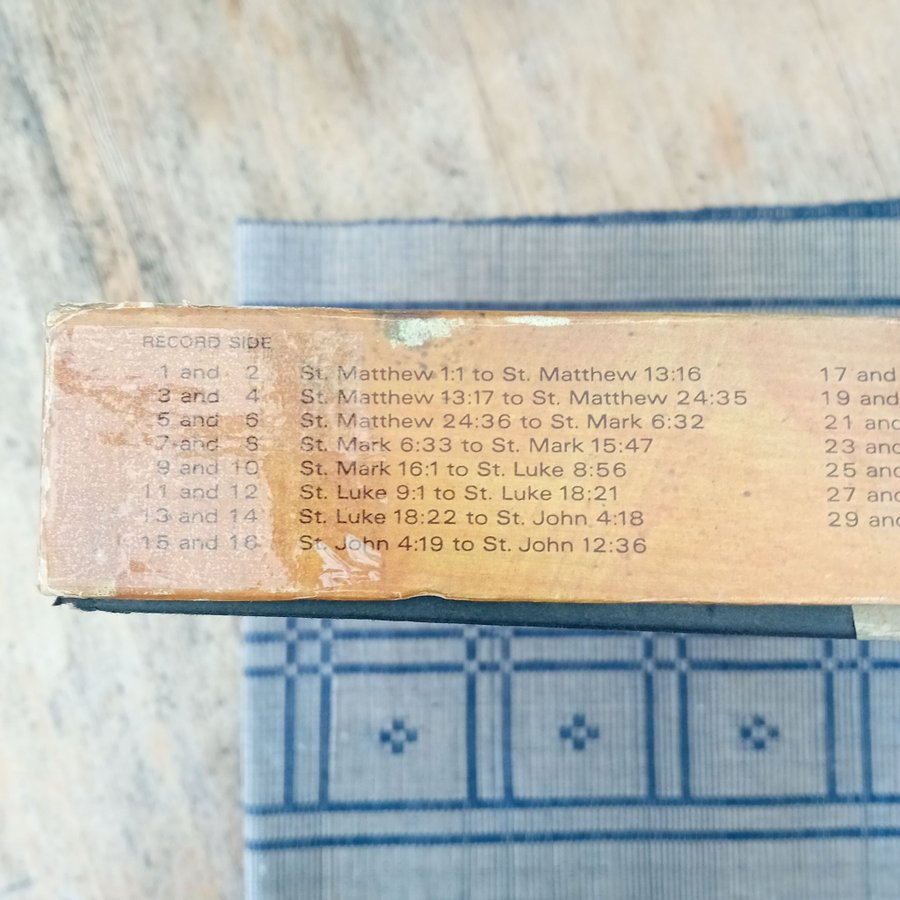 RECORD SIDE
1 and 2 St. Matthew 1:1 to St. Matthew 13:16 17 and
3 and 4 St. Matthew 13:17 to St. Matthew 24:35 19 and
5 and 6 St. Matthew 24:36 to St. Mark 6:32 21 and
7 and 8 St. Mark 6:33 to St. Mark 15:47 23 and
9 and 10 St. Mark 16:1 to St. Luke 8:56 25 and
11 and 12 St. Luke 9:1 to St. Luke 18:21 27 and
13 and 14 St. Luke 18:22 to St. John 4:18 29 and
15 and 16 St. John 4:19 to St. John 12:36